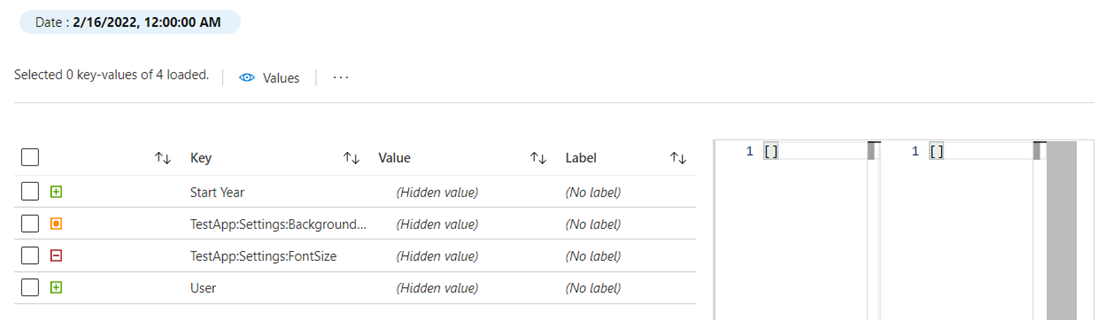 Date : 2/16/2022, 12:00:00 AM
Selected 0 key-values of 4 loaded. Values ...
Key Value Label
Start Year (Hidden value) (No label)
TestApp:Settings:Background... (Hidden value) (No label)
TestApp:Settings:FontSize (Hidden value) (No label)
User (Hidden value) (No label)
1 [] 1 []